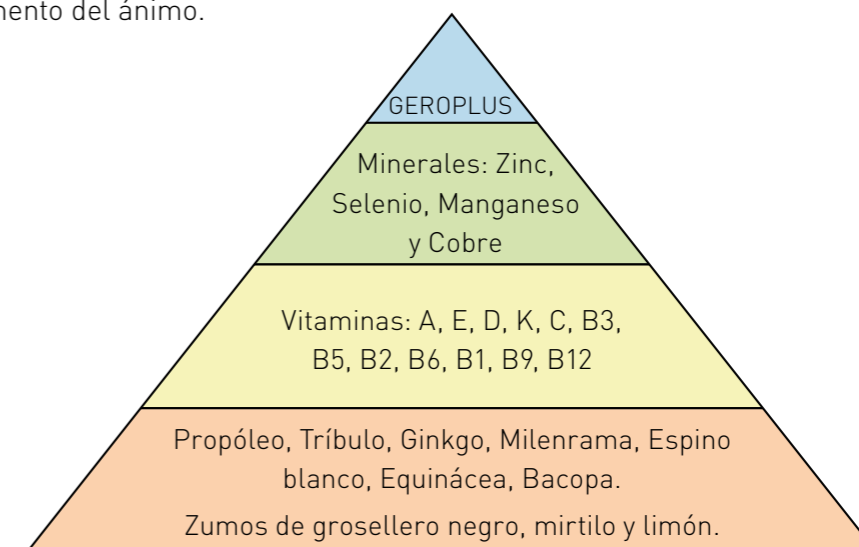 del ánimo.
GEROPLUS
Minerales: Zinc,
Selenio, Manganeso
y Cobre
Vitaminas: A, E, D, K, C, B3,
B5, B2, B6, B1, B9, B12
Propóleo, Tríbulo, Ginkgo, Milenrama, Espino
blanco, Equinácea, Bacopa.
Zumos de grosellero negro, mirtilo y limón.